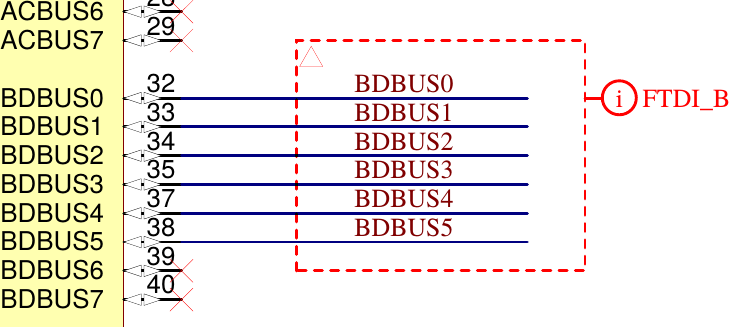 ACBUS6 28
ACBUS7 29
BDBUS0 32 BDBUS0
BDBUS1 33 BDBUS1
BDBUS2 34 BDBUS2
BDBUS3 35 BDBUS3
BDBUS4 37 BDBUS4
BDBUS5 38 BDBUS5
BDBUS6 39
BDBUS7 40
i FTDI_B